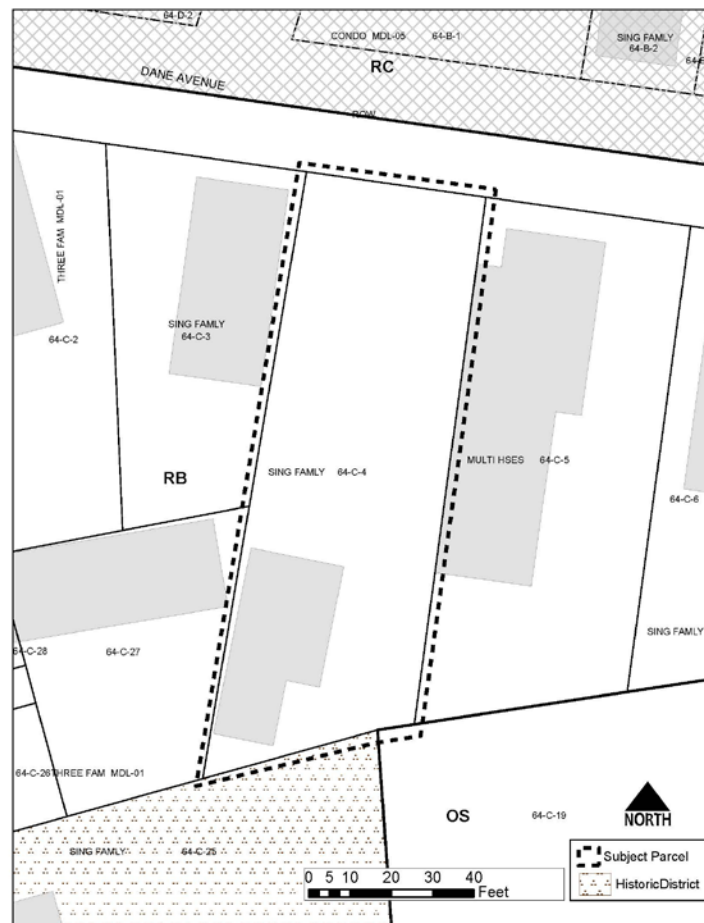 64-D-2
CONDO MDL-05 64-B-1
SING FAMLY
64-B-2
RC
DANE AVENUE
ROW
THREE FAM MDL-01
SING FAMLY
64-C-3
64-C-2
SING FAMLY 64-C-4
MULTI HSES 64-C-5
RB
64-C-6
SING FAMLY
64-C-28
64-C-27
64-C-26 THREE FAM MDL-01
OS
64-C-19
NORTH
SING FAMLY 64-C-25
Subject Parcel
HistoricDistrict
0 5 10 20 30 40
Feet